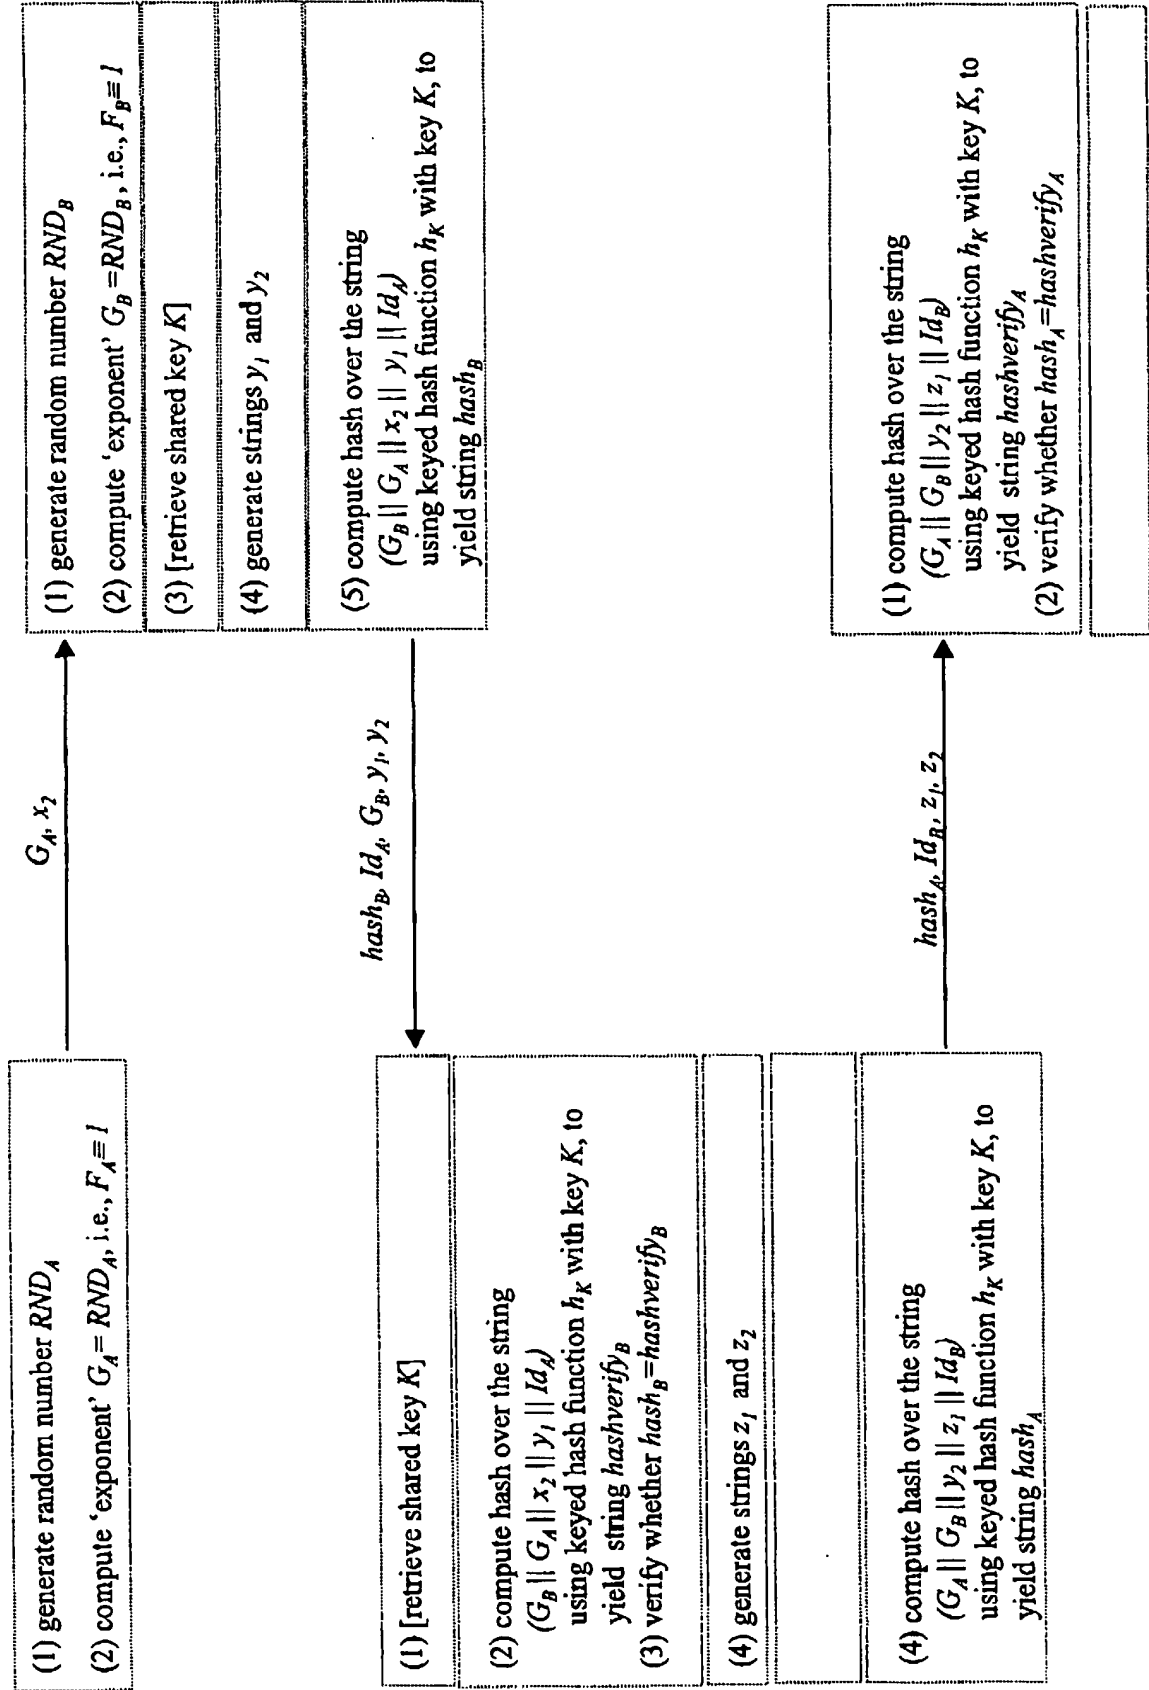 (1) generate random number RND_A
(2) compute 'exponent' G_A = RND_A, i.e., F_A≡1
G_A, x_2
(1) generate random number RND_B
(2) compute 'exponent' G_B =RND_B, i.e., F_B≡1
(3) [retrieve shared key K]
(4) generate strings y_1 and y_2
(5) compute hash over the string
(G_B || G_A || x_2 || y_1 || Id_A)
using keyed hash function h_K with key K, to
yield string hash_B
hash_B, Id_A, G_B, y_1, y_2
(1) [retrieve shared key K]
(2) compute hash over the string
(G_B || G_A || x_2 || y_1 || Id_A)
using keyed hash function h_K with key K, to
yield string hashverify_B
(3) verify whether hash_B=hashverify_B
(4) generate strings z_1 and z_2
(4) compute hash over the string
(G_A || G_B || y_2 || z_1 || Id_B)
using keyed hash function h_K with key K, to
yield string hash_A
hash_A, Id_B, z_1, z_2
(1) compute hash over the string
(G_A || G_B || y_2 || z_1 || Id_B)
using keyed hash function h_K with key K, to
yield string hashverify_A
(2) verify whether hash_A=hashverify_A